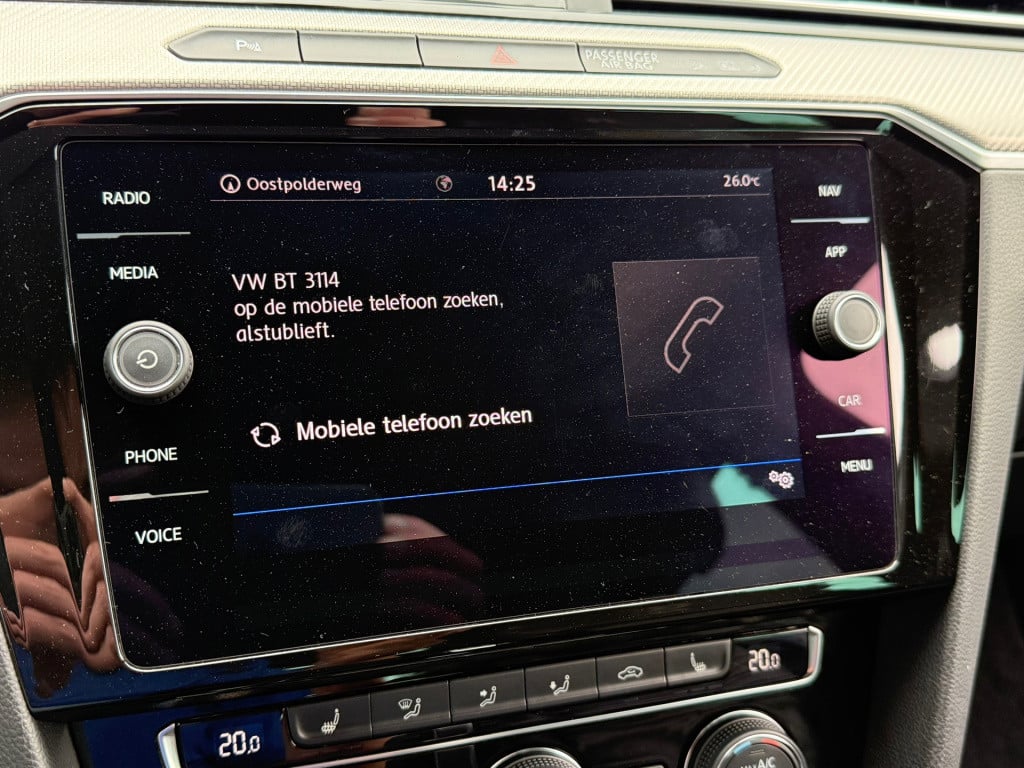 PASSENGER
AIR BAG
RADIO
Oostpolderweg 14:25 26.0°C
NAV
MEDIA
APP
VW BT 3114
op de mobiele telefoon zoeken,
alstublieft.
CAR
Mobiele telefoon zoeken
PHONE
MENU
VOICE
20.0
20.0
A/C